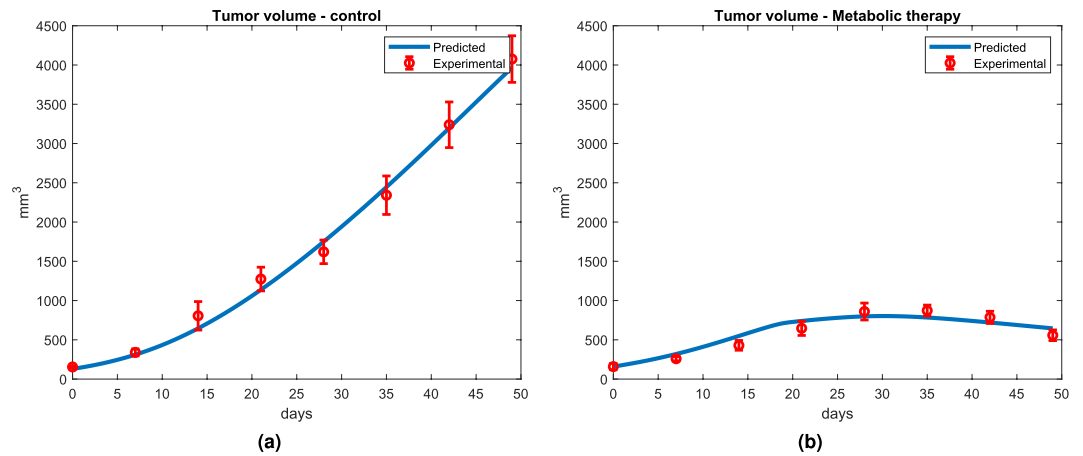 Tumor volume - control
4500
4000
3500
3000
2500
2000
1500
1000
500
0
mm³
0 5 10 15 20 25 30 35 40 45 50
days
Predicted
Experimental
(a)
Tumor volume - Metabolic therapy
4500
4000
3500
3000
2500
2000
1500
1000
500
0
mm³
0 5 10 15 20 25 30 35 40 45 50
days
Predicted
Experimental
(b)